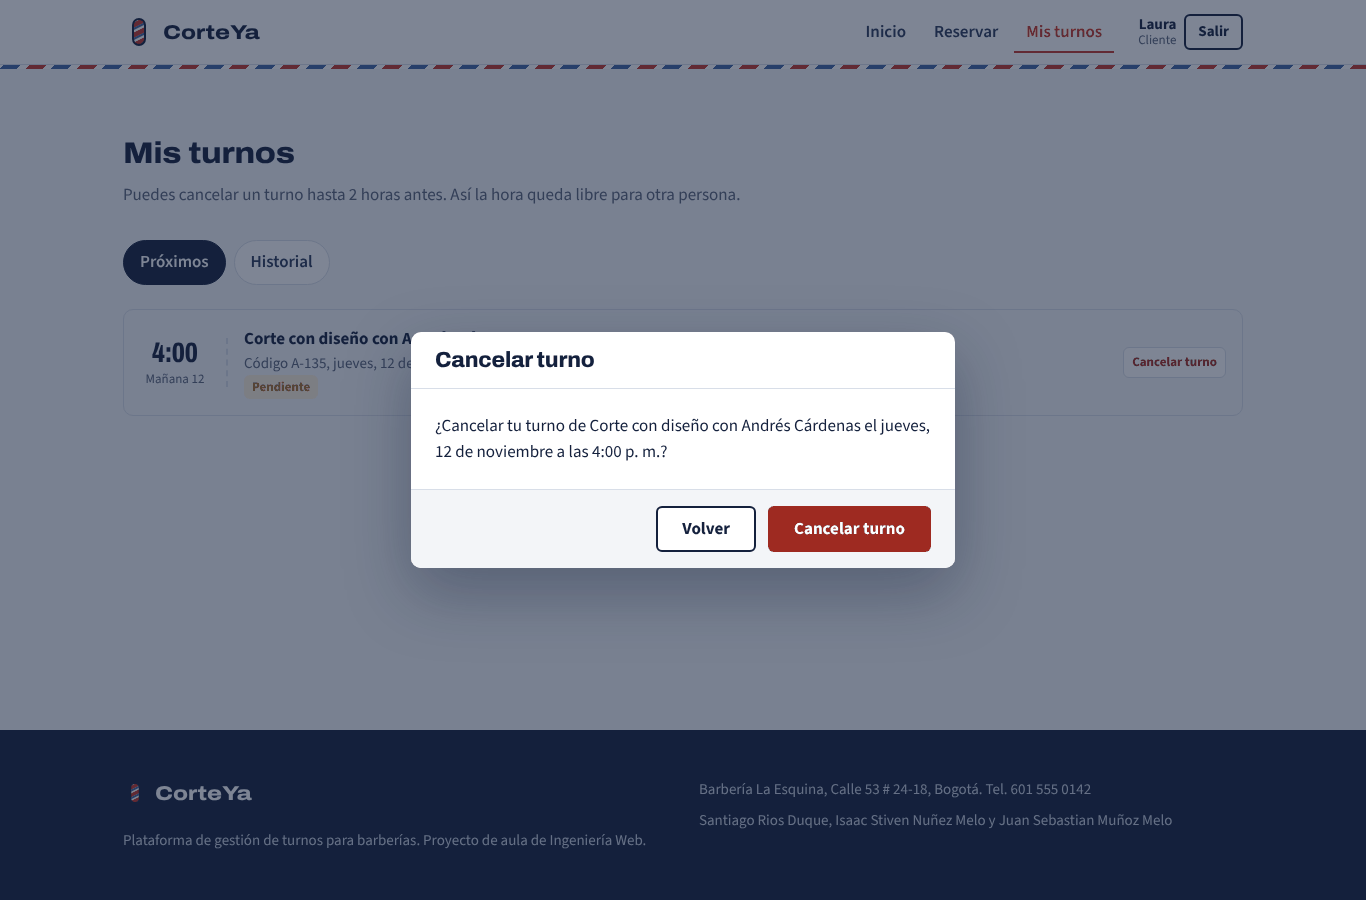 CorteYa
Inicio
Reservar
Mis turnos
Laura
Cliente
Salir
Mis turnos
Puedes cancelar un turno hasta 2 horas antes. Así la hora queda libre para otra persona.
Próximos
Historial
4:00
Mañana 12
Corte con diseño con
Código A-135, jueves, 12 de
Pendiente
Cancelar turno
Cancelar turno
¿Cancelar tu turno de Corte con diseño con Andrés Cárdenas el jueves,
12 de noviembre a las 4:00 p. m.?
Volver
Cancelar turno
CorteYa
Plataforma de gestión de turnos para barberías. Proyecto de aula de Ingeniería Web.
Barbería La Esquina, Calle 53 # 24-18, Bogotá. Tel. 601 555 0142
Santiago Rios Duque, Isaac Stiven Nuñez Melo y Juan Sebastian Muñoz Melo